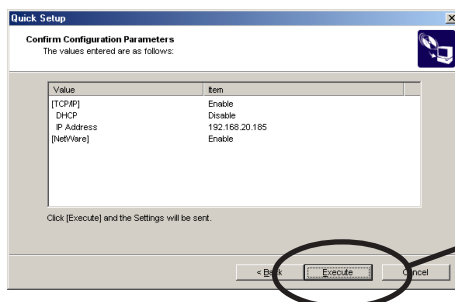 Quick Setup
Confirm Configuration Parameters
The values entered are as follows:
Value Item
[TCP/IP] Enable
DHCP Disable
IP Address 192.168.20.185
[NetWare] Enable
Click [Execute] and the Settings will be sent.
< Back Execute Cancel